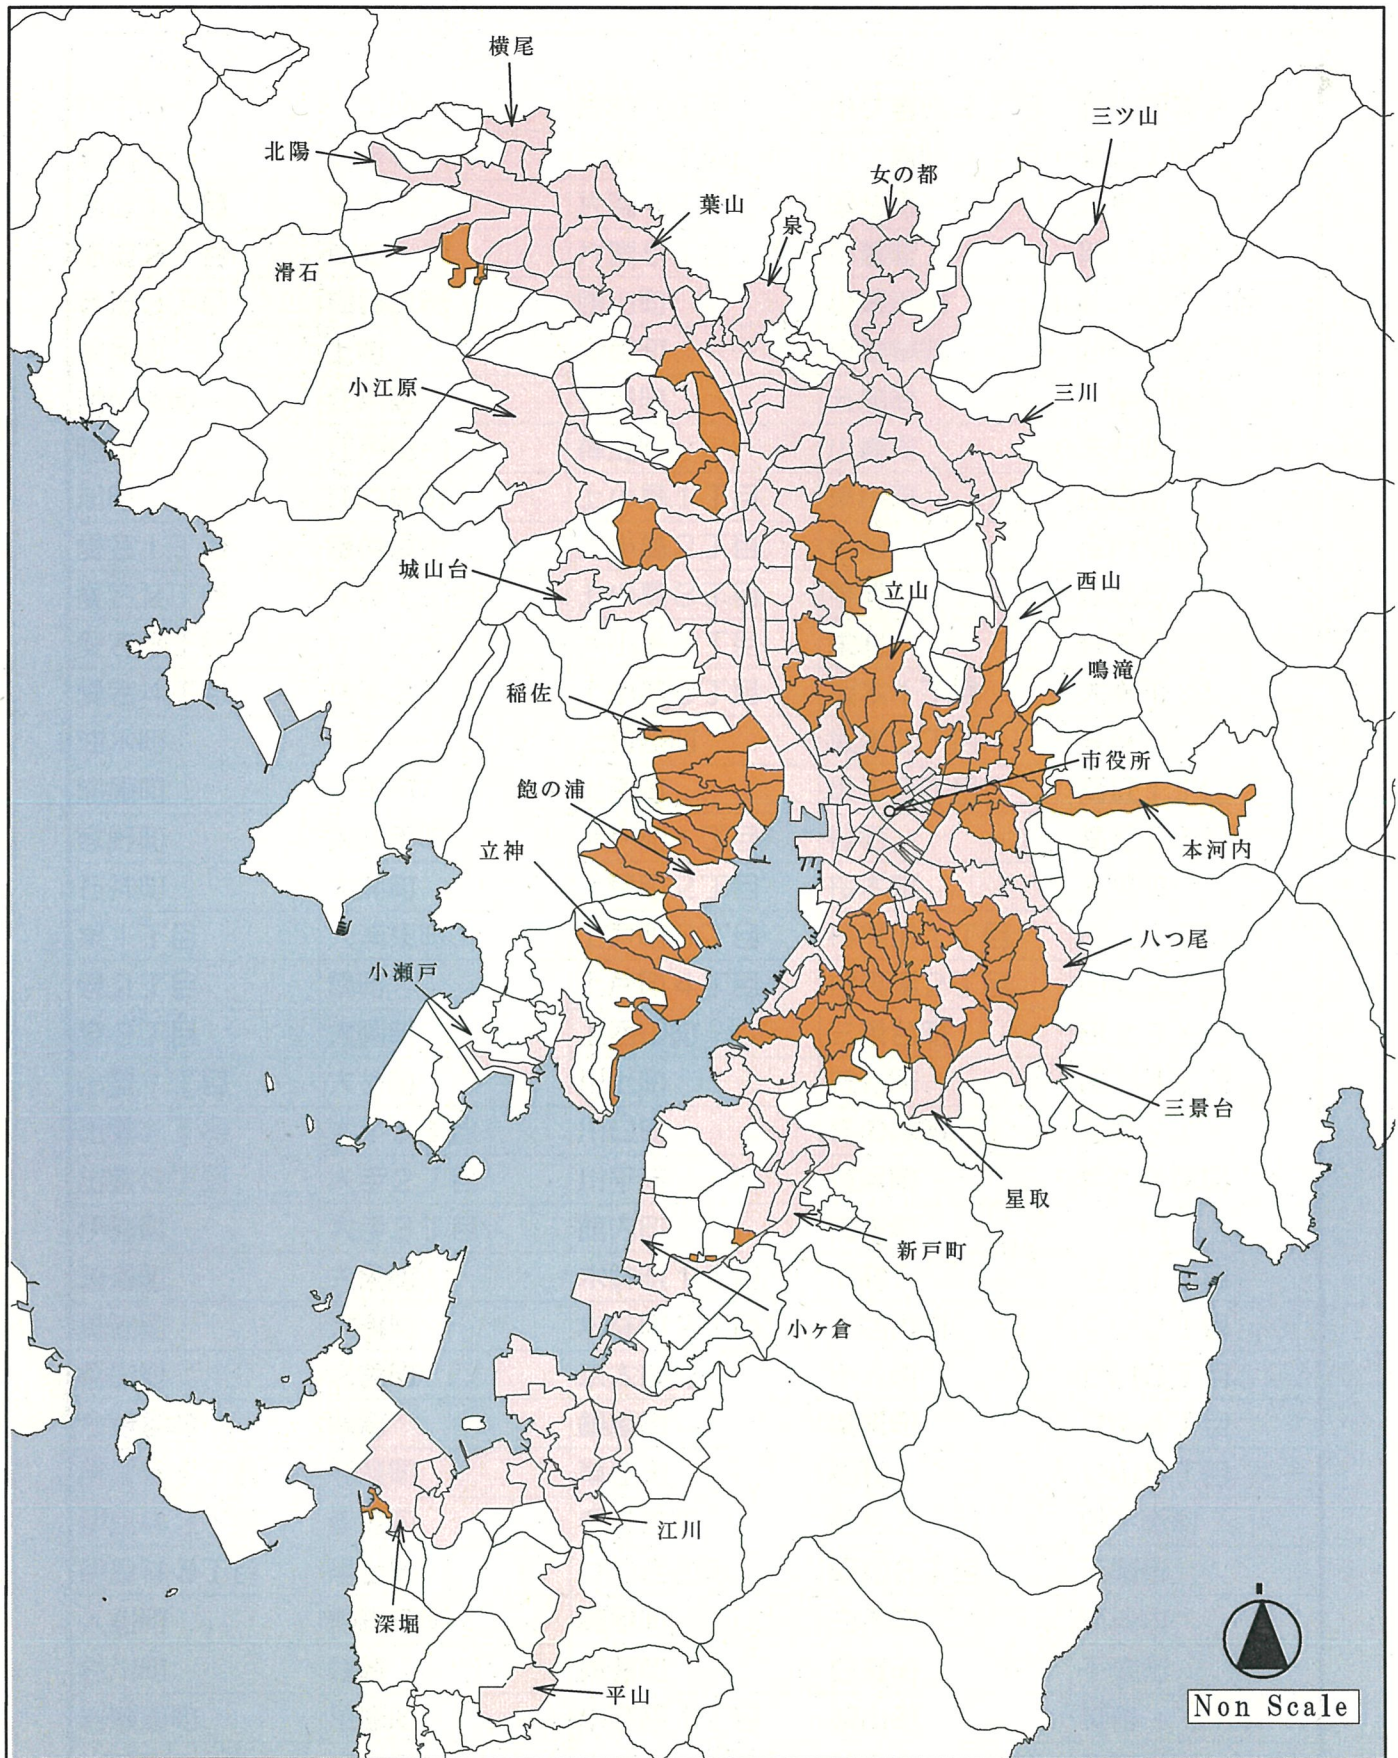 横尾
三ツ山
北陽
女の都
葉山
泉
滑石
小江原
三川
城山台
西山
立山
鳴滝
稲佐
市役所
飽の浦
本河内
立神
八つ尾
小瀬戸
三景台
星取
新戸町
小ヶ倉
江川
深堀
平山
Non Scale